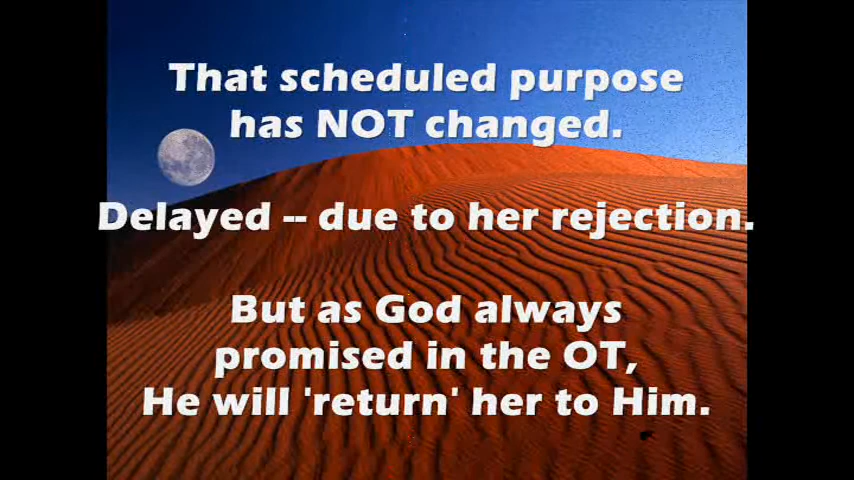 That scheduled purpose
has NOT changed.
Delayed -- due to her rejection.
But as God always
promised in the OT,
He will 'return' her to Him.